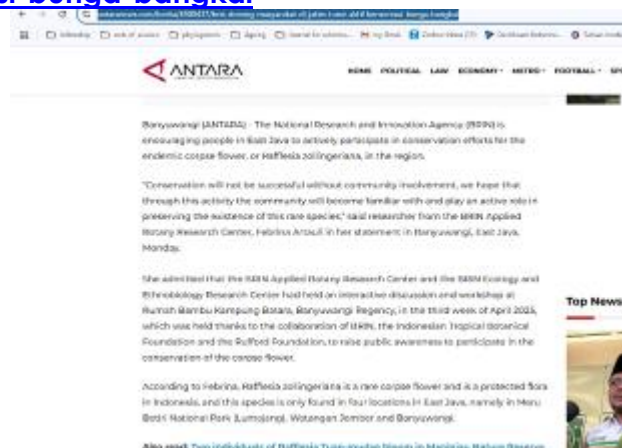 bunga bangkai
ANTARA
HOME POLITICAL LAW ECONOMY METRO FOOTBALL
Banyuwangi (ANTARA) - The National Research and Innovation Agency (BRIN) is
encouraging people in East Java to actively participate in conservation efforts for the
endemic corpse flower, or Rafflesia zollingeriana, in the region.
"Conservation will not be successful without community involvement, we hope that
through this activity the community will become familiar with and play an active role in
preserving the existence of this rare species," said researcher from the BRIN Applied
Botany Research Center, Febrina Artauli in her statement in Banyuwangi, East Java,
Monday.
She admitted that the BRIN Applied Botany Research Center and the BRIN Ecology and
Ethnobiology Research Center had held an interactive discussion and workshop at
Rumah Bambu Kampung Batara, Banyuwangi Regency, in the third week of April 2025,
which was held thanks to the collaboration of BRIN, the Indonesian Tropical Botanical
Foundation and the Rufford Foundation, to raise public awareness to participate in the
conservation of the corpse flower.
According to Febrina, Rafflesia zollingeriana is a rare corpse flower and is a protected flora
in Indonesia, and this species is only found in four locations in East Java, namely in Meru
Betiri National Park (Lumajang), Watangan Jember and Banyuwangi.
Also read: Two individuals of Rafflesia
Top News